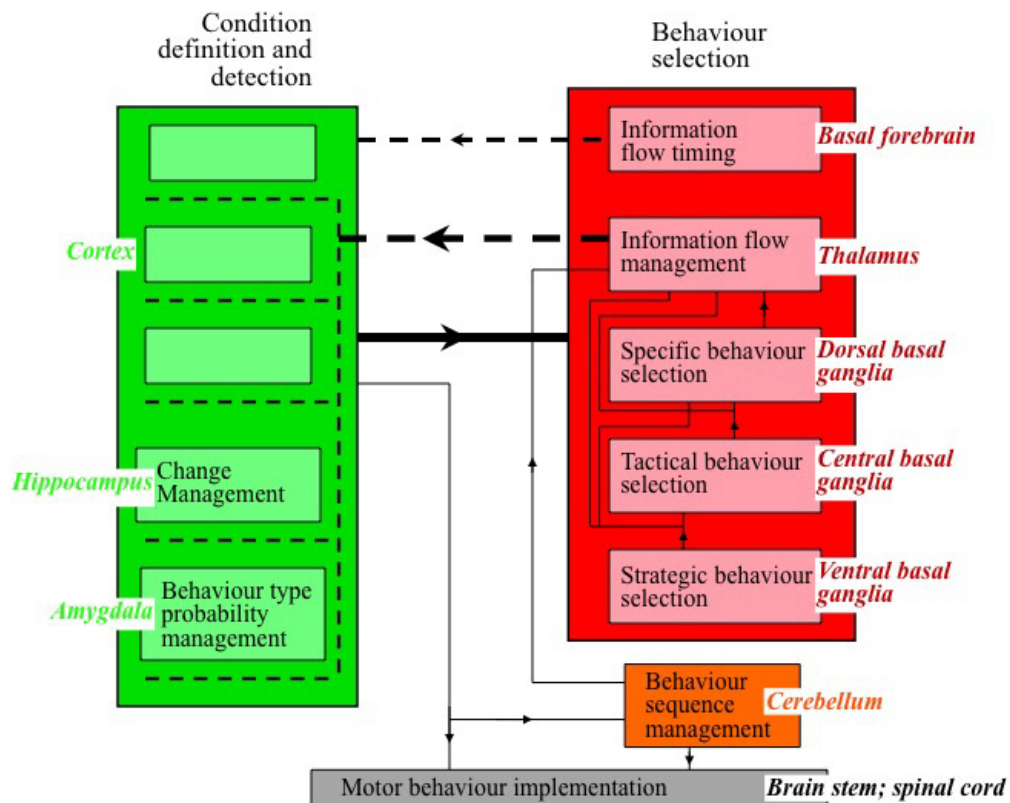 Condition
definition and
detection
Behaviour
selection
Information
flow timing
Basal forebrain
Cortex
Information flow
management
Thalamus
Specific behaviour
selection
Dorsal basal
ganglia
Hippocampus
Change
Management
Tactical behaviour
selection
Central basal
ganglia
Amygdala
Behaviour type
probability
management
Strategic behaviour
selection
Ventral basal
ganglia
Behaviour
sequence
management
Cerebellum
Motor behaviour implementation
Brain stem; spinal cord